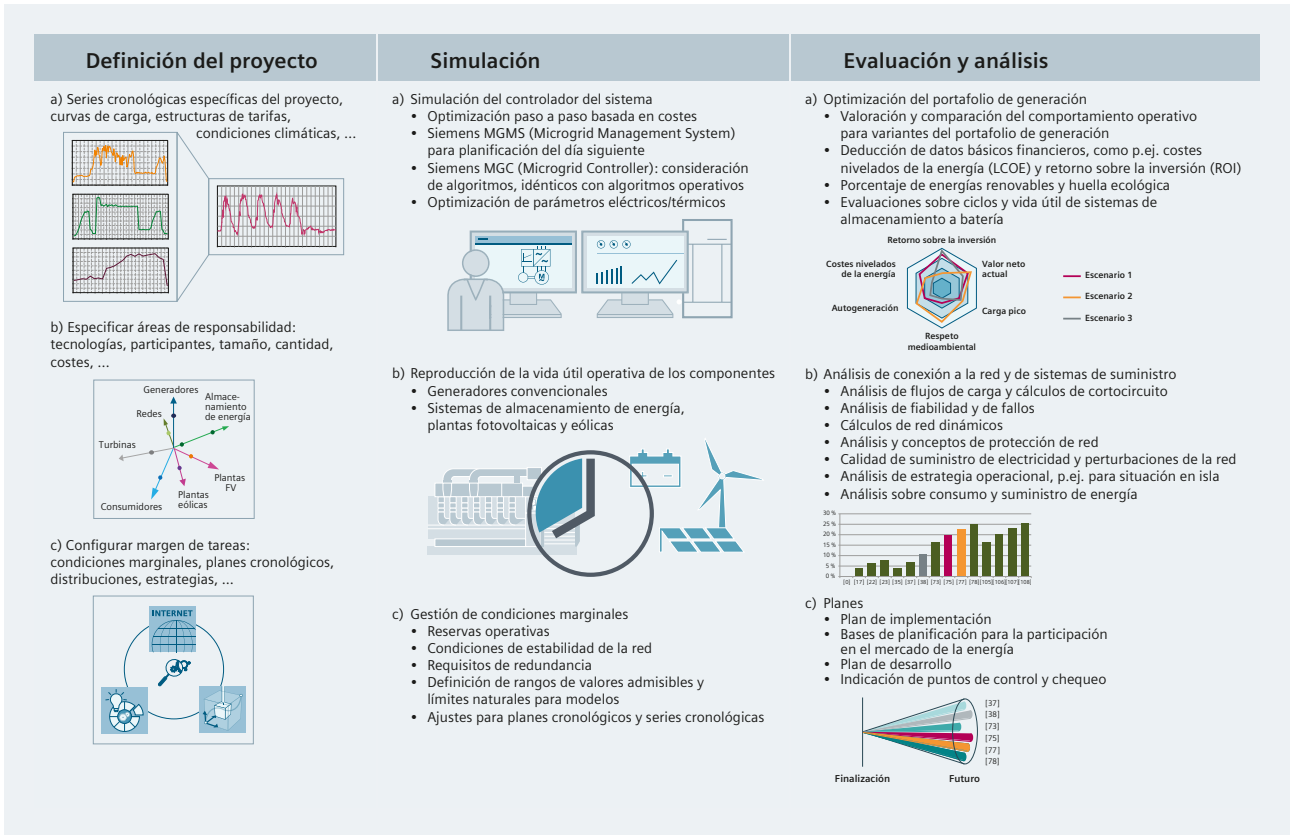 Definición del proyecto
a) Series cronológicas específicas del proyecto,
curvas de carga, estructuras de tarifas,
condiciones climáticas, ...
b) Especificar áreas de responsabilidad:
tecnologías, participantes, tamaño, cantidad,
costes, ...
Generadores
Almace-
namiento
de energía
Redes
Turbinas
Plantas
FV
Plantas
eólicas
Consumidores
c) Configurar margen de tareas:
condiciones marginales, planes cronológicos,
distribuciones, estrategias, ...
INTERNET
Simulación
a) Simulación del controlador del sistema
• Optimización paso a paso basada en costes
• Siemens MGMS (Microgrid Management System)
para planificación del día siguiente
• Siemens MGC (Microgrid Controller): consideración
de algoritmos, idénticos con algoritmos operativos
• Optimización de parámetros eléctricos/térmicos
M
b) Reproducción de la vida útil operativa de los componentes
• Generadores convencionales
• Sistemas de almacenamiento de energía,
plantas fotovoltaicas y eólicas
c) Gestión de condiciones marginales
• Reservas operativas
• Condiciones de estabilidad de la red
• Requisitos de redundancia
• Definición de rangos de valores admisibles y
límites naturales para modelos
• Ajustes para planes cronológicos y series cronológicas
Evaluación y análisis
a) Optimización del portafolio de generación
• Valoración y comparación del comportamiento operativo
para variantes del portafolio de generación
• Deducción de datos básicos financieros, como p.ej. costes
nivelados de la energía (LCOE) y retorno sobre la inversión (ROI)
• Porcentaje de energías renovables y huella ecológica
• Evaluaciones sobre ciclos y vida útil de sistemas de
almacenamiento a batería
Retorno sobre la inversión
Costes nivelados
de la energía
Valor neto
actual
Autogeneración
Carga pico
Respeto
medioambiental
Escenario 1
Escenario 2
Escenario 3
b) Análisis de conexión a la red y de sistemas de suministro
• Análisis de flujos de carga y cálculos de cortocircuito
• Análisis de fiabilidad y de fallos
• Cálculos de red dinámicos
• Análisis y conceptos de protección de red
• Calidad de suministro de electricidad y perturbaciones de la red
• Análisis de estrategia operacional, p.ej. para situación en isla
• Análisis sobre consumo y suministro de energía
30 %
25 %
20 %
15 %
10 %
5 %
0 %
[0] [17] [22] [23] [35] [37] [38] [73] [75] [77] [78] [105] [106] [107] [108]
c) Planes
• Plan de implementación
• Bases de planificación para la participación
en el mercado de la energía
• Plan de desarrollo
• Indicación de puntos de control y chequeo
[37]
[38]
[73]
[75]
[77]
[78]
Finalización
Futuro